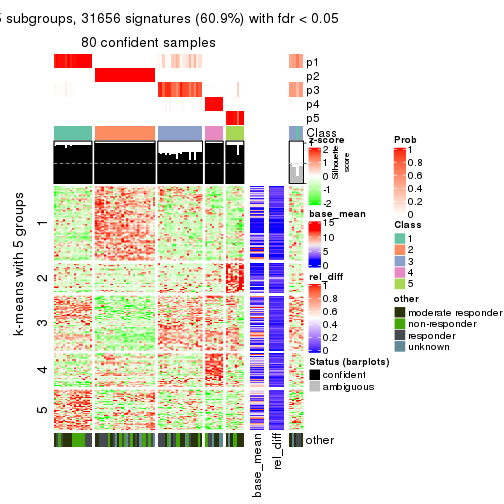 5 subgroups, 31656 signatures (60.9%) with fdr < 0.05
80 confident samples
p1
p2
p3
p4
p5
Class
z-score
2
1
0
-1
-2
Silhouette
score
base_mean
15
10
5
0
rel_diff
1
0.8
0.6
0.4
0.2
0
Status (barplots)
confident
ambiguous
Prob
1
0.8
0.6
0.4
0.2
0
Class
1
2
3
4
5
other
moderate responder
non-responder
responder
unknown
k-means with 5 groups
1
2
3
4
5
other
base_mean
rel_diff